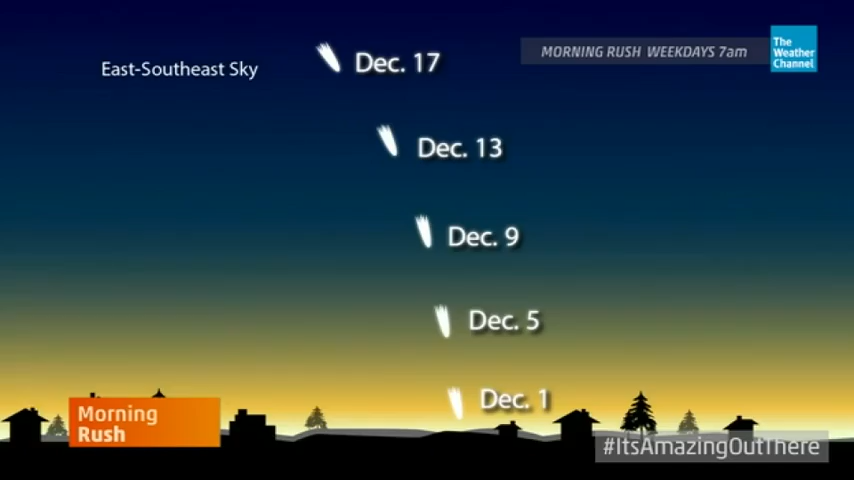 East-Southeast Sky
Dec. 17
MORNING RUSH WEEKDAYS 7am
The
Weather
Channel
Dec. 13
Dec. 9
Dec. 5
Dec. 1
Morning
Rush
#ItsAmazingOutThere